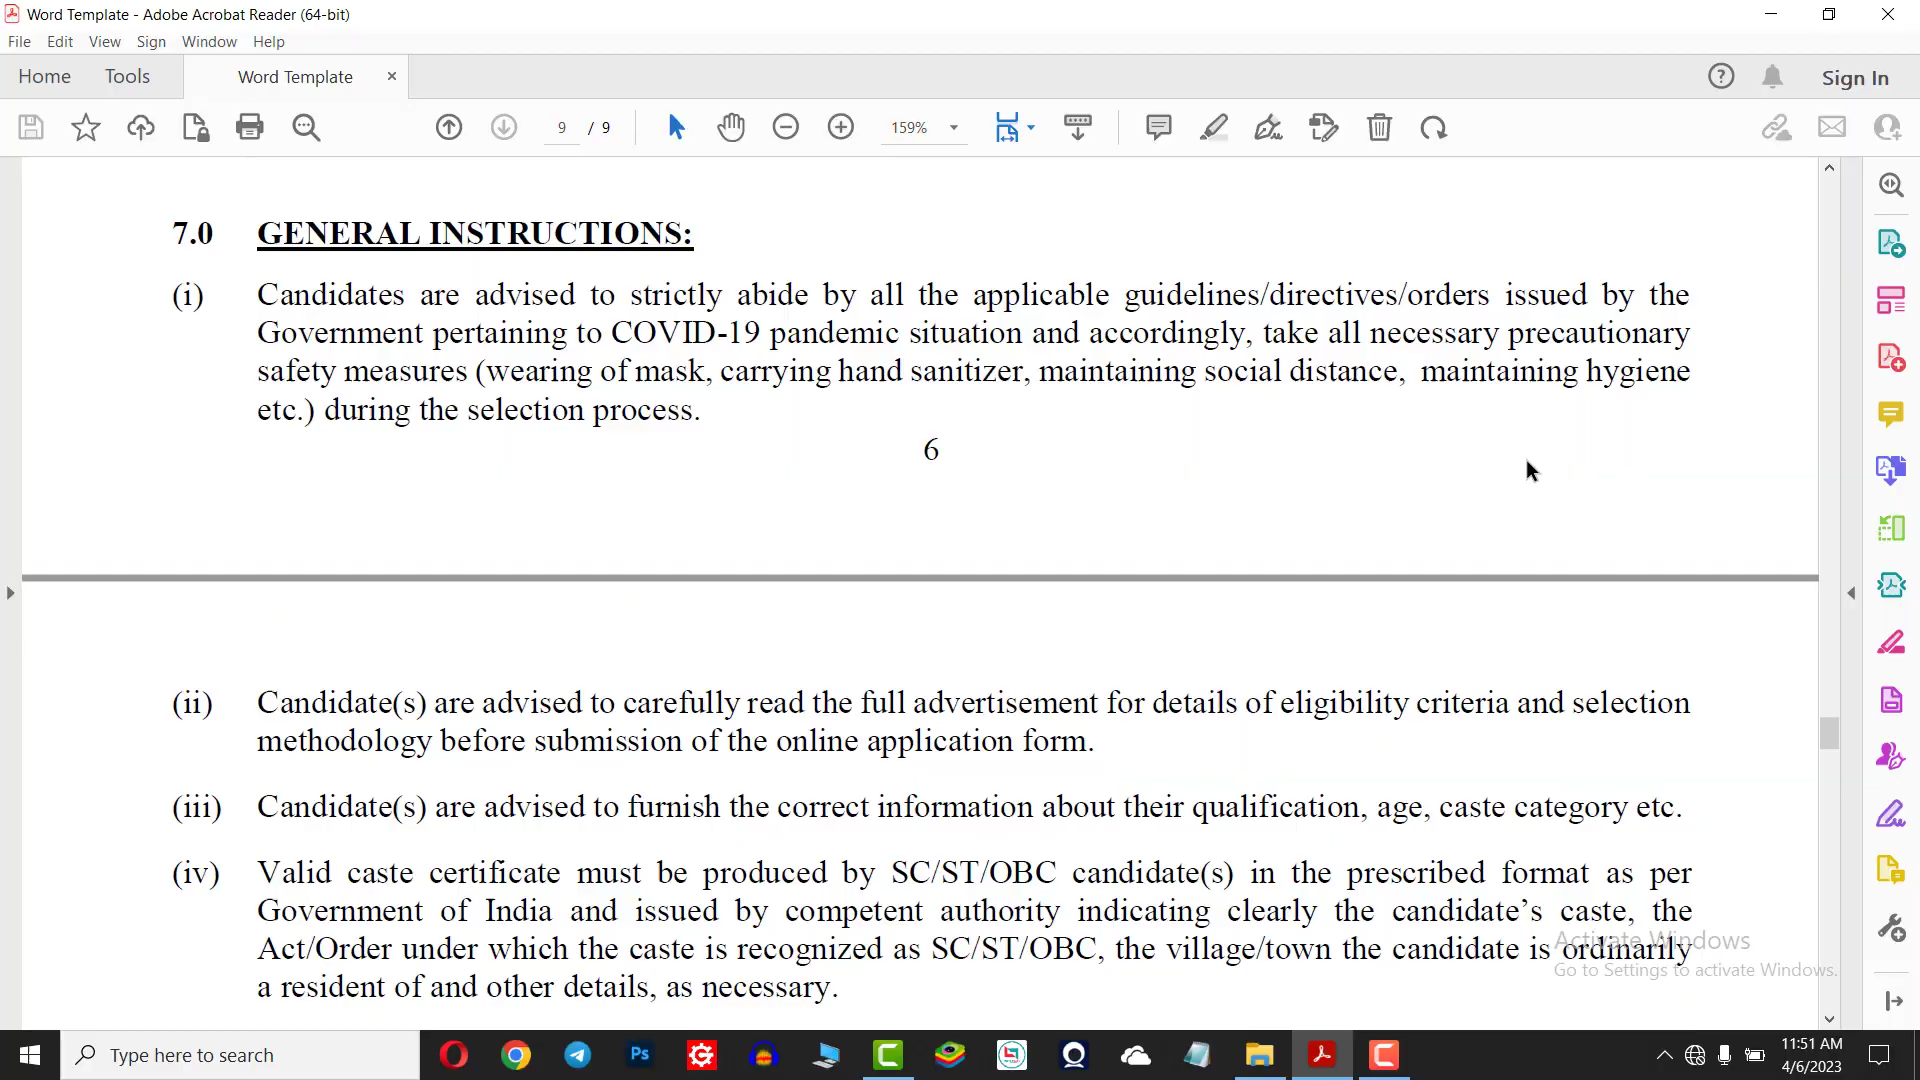 Word Template - Adobe Acrobat Reader (64-bit)
File Edit View Sign Window Help
Home Tools Word Template × Sign In
9 / 9 159%
7.0 GENERAL INSTRUCTIONS:
(i) Candidates are advised to strictly abide by all the applicable guidelines/directives/orders issued by the
Government pertaining to COVID-19 pandemic situation and accordingly, take all necessary precautionary
safety measures (wearing of mask, carrying hand sanitizer, maintaining social distance, maintaining hygiene
etc.) during the selection process.
6
(ii) Candidate(s) are advised to carefully read the full advertisement for details of eligibility criteria and selection
methodology before submission of the online application form.
(iii) Candidate(s) are advised to furnish the correct information about their qualification, age, caste category etc.
(iv) Valid caste certificate must be produced by SC/ST/OBC candidate(s) in the prescribed format as per
Government of India and issued by competent authority indicating clearly the candidate's caste, the
Act/Order under which the caste is recognized as SC/ST/OBC, the village/town the candidate is ordinarily
a resident of and other details, as necessary.
Activate Windows
Go to Settings to activate Windows.
Type here to search
Ps
11:51 AM
4/6/2023